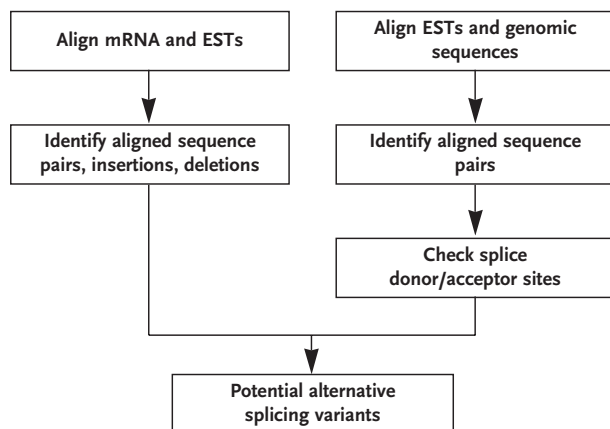 Align mRNA and ESTs
Align ESTs and genomic
sequences
Identify aligned sequence
pairs, insertions, deletions
Identify aligned sequence
pairs
Check splice
donor/acceptor sites
Potential alternative
splicing variants